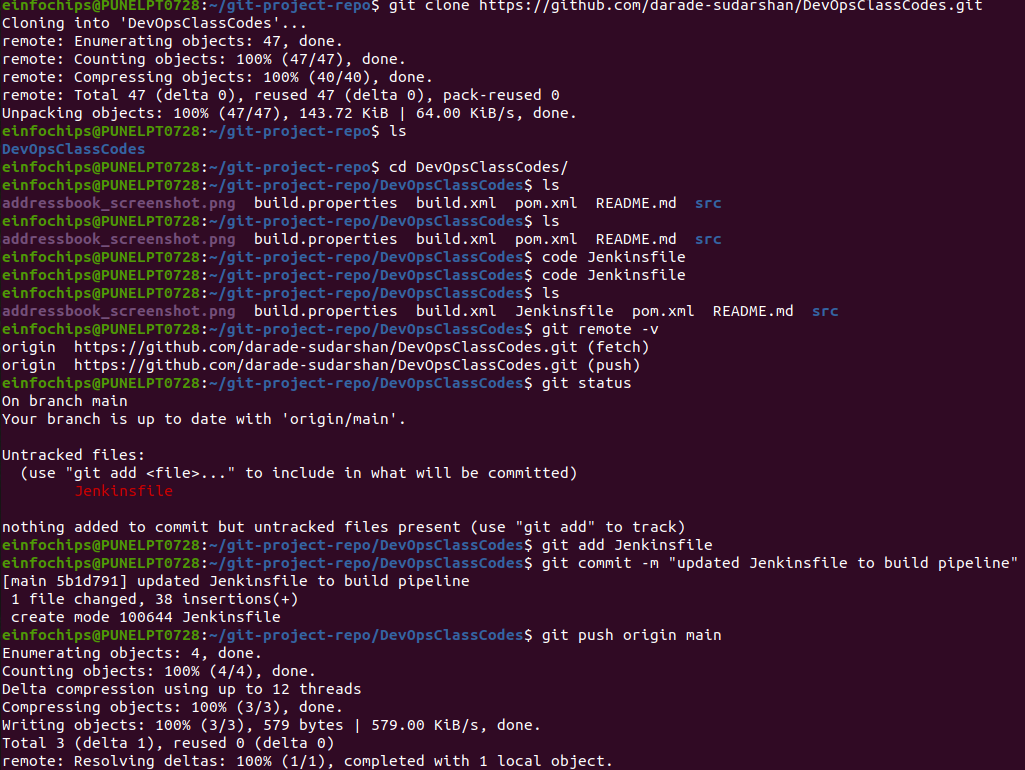 einfochips@PUNELPT0728:~/git-project-repo$ git clone https://github.com/darade-sudarshan/DevOpsClassCodes.git
Cloning into 'DevOpsClassCodes'...
remote: Enumerating objects: 47, done.
remote: Counting objects: 100% (47/47), done.
remote: Compressing objects: 100% (40/40), done.
remote: Total 47 (delta 0), reused 47 (delta 0), pack-reused 0
Unpacking objects: 100% (47/47), 143.72 KiB | 64.00 KiB/s, done.
einfochips@PUNELPT0728:~/git-project-repo$ ls
DevOpsClassCodes
einfochips@PUNELPT0728:~/git-project-repo$ cd DevOpsClassCodes/
einfochips@PUNELPT0728:~/git-project-repo/DevOpsClassCodes$ ls
addressbook_screenshot.png  build.properties  build.xml  pom.xml  README.md  src
einfochips@PUNELPT0728:~/git-project-repo/DevOpsClassCodes$ ls
addressbook_screenshot.png  build.properties  build.xml  pom.xml  README.md  src
einfochips@PUNELPT0728:~/git-project-repo/DevOpsClassCodes$ code Jenkinsfile
einfochips@PUNELPT0728:~/git-project-repo/DevOpsClassCodes$ code Jenkinsfile
einfochips@PUNELPT0728:~/git-project-repo/DevOpsClassCodes$ ls
addressbook_screenshot.png  build.properties  build.xml  Jenkinsfile  pom.xml  README.md  src
einfochips@PUNELPT0728:~/git-project-repo/DevOpsClassCodes$ git remote -v
origin  https://github.com/darade-sudarshan/DevOpsClassCodes.git (fetch)
origin  https://github.com/darade-sudarshan/DevOpsClassCodes.git (push)
einfochips@PUNELPT0728:~/git-project-repo/DevOpsClassCodes$ git status
On branch main
Your branch is up to date with 'origin/main'.
Untracked files:
  (use "git add <file>..." to include in what will be committed)
        Jenkinsfile
nothing added to commit but untracked files present (use "git add" to track)
einfochips@PUNELPT0728:~/git-project-repo/DevOpsClassCodes$ git add Jenkinsfile
einfochips@PUNELPT0728:~/git-project-repo/DevOpsClassCodes$ git commit -m "updated Jenkinsfile to build pipeline"
[main 5b1d791] updated Jenkinsfile to build pipeline
 1 file changed, 38 insertions(+)
 create mode 100644 Jenkinsfile
einfochips@PUNELPT0728:~/git-project-repo/DevOpsClassCodes$ git push origin main
Enumerating objects: 4, done.
Counting objects: 100% (4/4), done.
Delta compression using up to 12 threads
Compressing objects: 100% (3/3), done.
Writing objects: 100% (3/3), 579 bytes | 579.00 KiB/s, done.
Total 3 (delta 1), reused 0 (delta 0)
remote: Resolving deltas: 100% (1/1), completed with 1 local object.